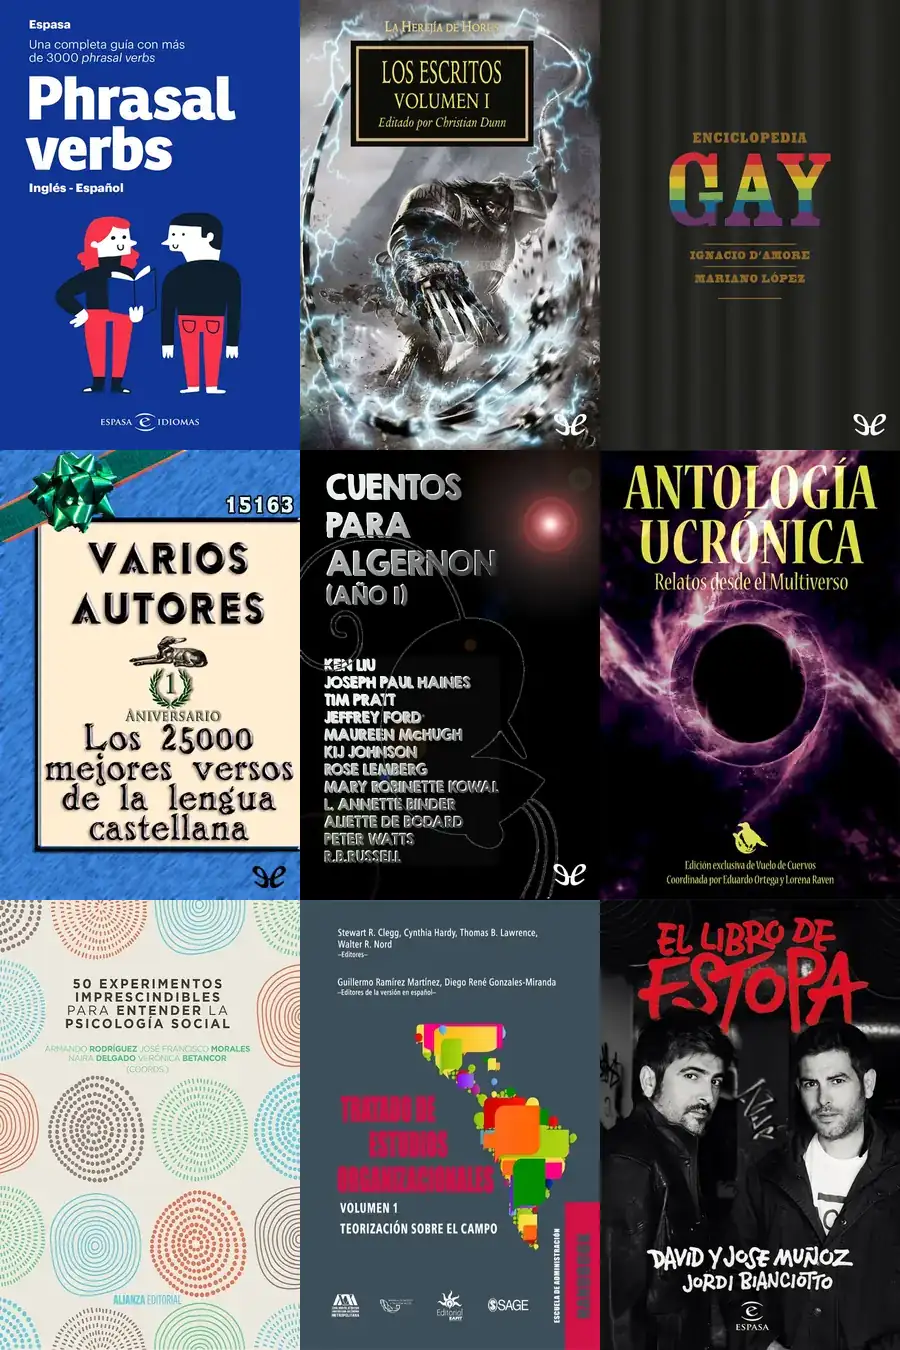 Espasa
Una completa guía con más
de 3000 phrasal verbs
Phrasal
verbs
Inglés - Español
ESPASA e IDIOMAS
LA HEREJÍA DE HORUS
LOS ESCRITOS
VOLUMEN I
Editado por Christian Dunn
ENCICLOPEDIA
GAY
IGNACIO D'AMORE
MARIANO LÓPEZ
15163
VARIOS
AUTORES
1
ANIVERSARIO
Los 25000
mejores versos
de la lengua
castellana
CUENTOS
PARA
ALGERNON
(AÑO I)
KEN LIU
JOSEPH PAUL HAINES
TIM PRATT
JEFFREY FORD
MAUREEN McHUGH
KIJ JOHNSON
ROSE LEMBERG
MARY ROBINETTE KOWAL
L. ANNETTE BINDER
ALIETTE DE BODARD
PETER WATTS
R.B.RUSSELL
ANTOLOGÍA
UCRÓNICA
Relatos desde el Multiverso
Edición exclusiva de Vuelo de Cuervos
Coordinada por Eduardo Ortega y Lorena Raven
50 EXPERIMENTOS
IMPRESCINDIBLES
PARA ENTENDER LA
PSICOLOGÍA SOCIAL
ARMANDO RODRÍGUEZ JOSÉ FRANCISCO MORALES
NAIRA DELGADO VERÓNICA BETANCOR
(COORDS.)
ALIANZA EDITORIAL
Stewart R. Clegg, Cynthia Hardy, Thomas B. Lawrence,
Walter R. Nord
–Editores–
Guillermo Ramírez Martínez, Diego René Gonzales-Miranda
–Editores de la versión en español–
TRATADO DE
ESTUDIOS
ORGANIZACIONALES
VOLUMEN 1
TEORIZACIÓN SOBRE EL CAMPO
ESCUELA DE ADMINISTRACIÓN
Editorial
EAFIT
SAGE
EL LIBRO DE
ESTOPA
DAVID Y JOSE MUÑOZ
JORDI BIANCIOTTO
ESPASA